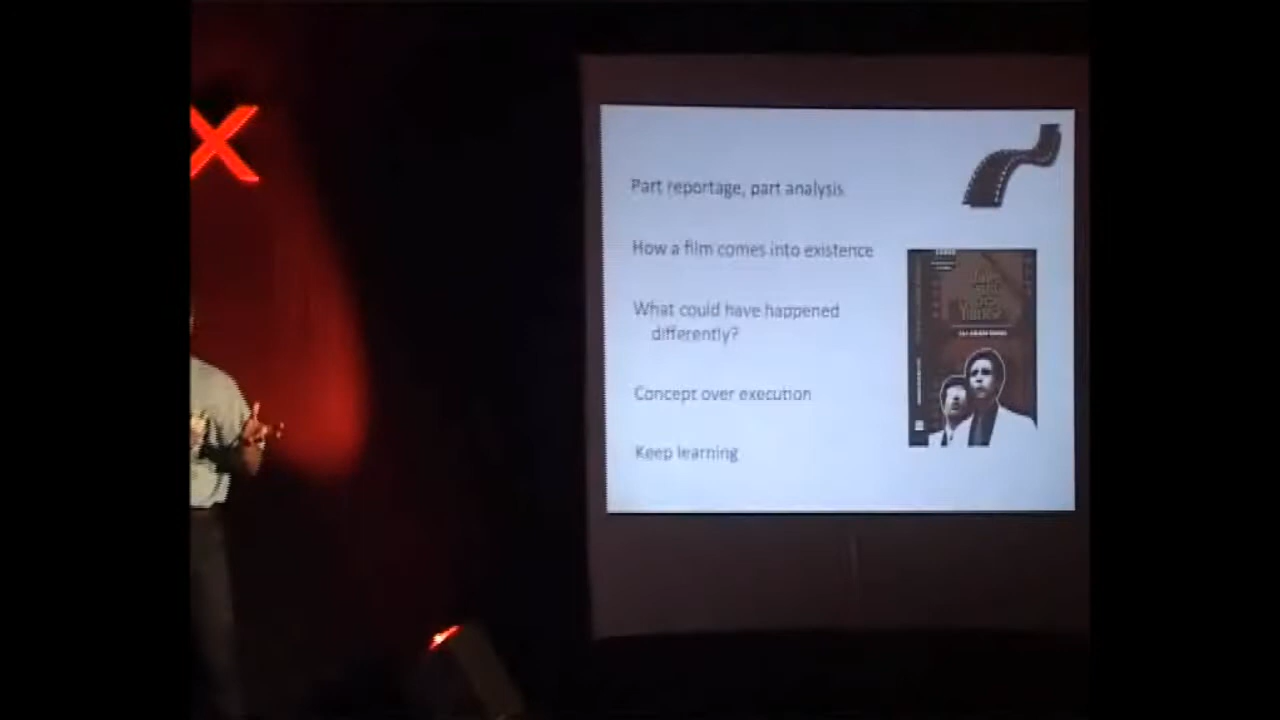 X
Part reportage, part analysis
How a film comes into existence
What could have happened
differently?
Concept over execution
Keep learning